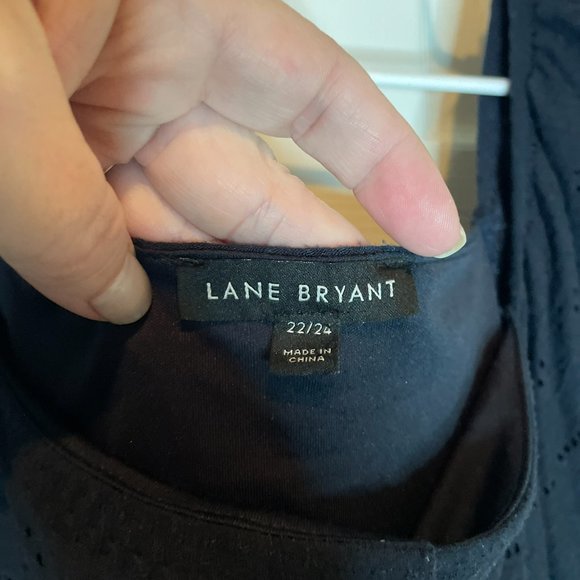 LANE BRYANT
22/24
MADE IN
CHINA